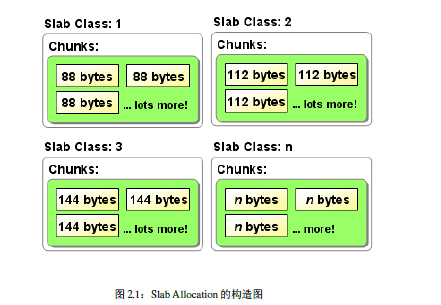 Slab Class: 1
Chunks:
88 bytes 88 bytes
88 bytes ... lots more!
Slab Class: 2
Chunks:
112 bytes 112 bytes
112 bytes ... lots more!
Slab Class: 3
Chunks:
144 bytes 144 bytes
144 bytes ... lots more!
Slab Class: n
Chunks:
n bytes n bytes
n bytes ... more!
图 2.1：Slab Allocation 的构造图